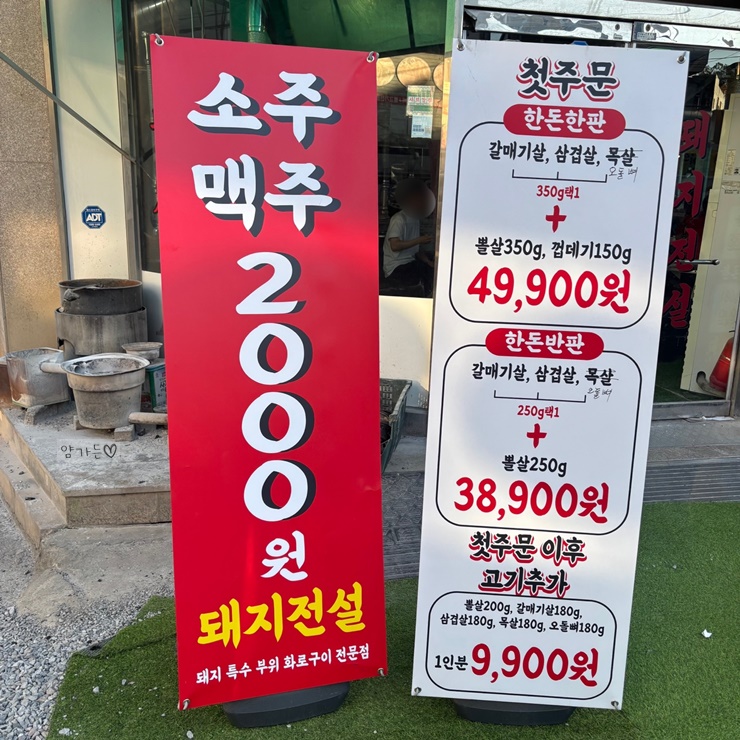 소주
맥주
2000원
돼지전설
돼지 특수 부위 화로구이 전문점
첫주문
한돈한판
갈매기살, 삼겹살, 목살
오돌뼈
350g택1
+
뽈살350g, 껍데기150g
49,900원
한돈반판
갈매기살, 삼겹살, 목살
오돌뼈
250g택1
+
뽈살250g
38,900원
첫주문 이후
고기추가
뽈살200g, 갈매기살180g,
삼겹살180g, 목살180g, 오돌뼈180g
1인분 9,900원
돼지전설
ADT
얌가든♡